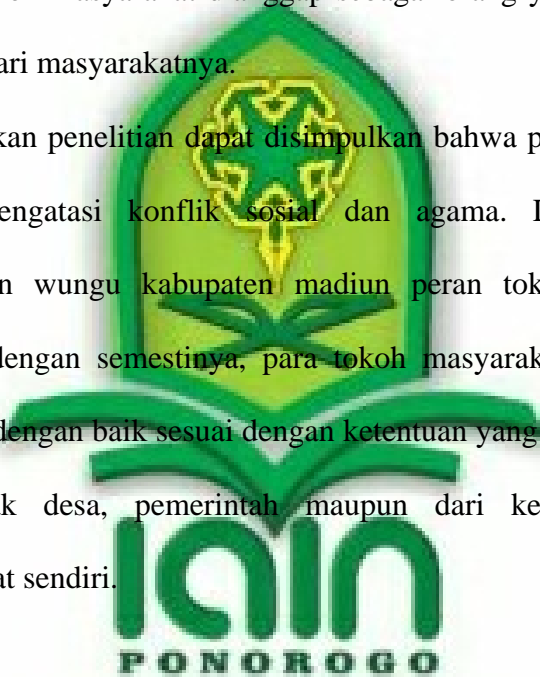 masyarakat dianggap sebagai orang y
ari masyarakatnya.
kan penelitian dapat disimpulkan bahwa p
engatasi konflik sosial dan agama.
n wungu kabupaten madiun peran tok
dengan semestinya, para tokoh masyarak
dengan baik sesuai dengan ketentuan yang
ak desa, pemerintah maupun dari ke
at sendiri.
iain
PONOROGO